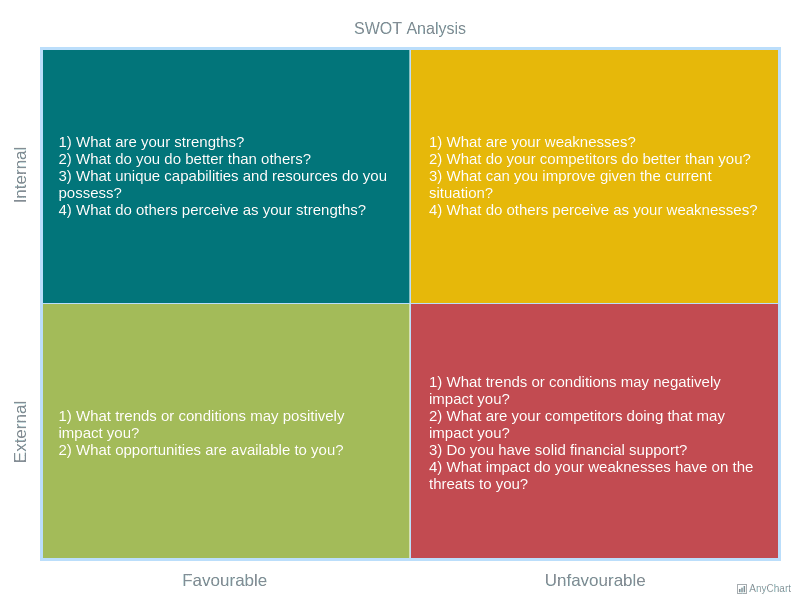 SWOT Analysis
Internal
1) What are your strengths?
2) What do you do better than others?
3) What unique capabilities and resources do you
possess?
4) What do others perceive as your strengths?
1) What are your weaknesses?
2) What do your competitors do better than you?
3) What can you improve given the current
situation?
4) What do others perceive as your weaknesses?
External
1) What trends or conditions may positively
impact you?
2) What opportunities are available to you?
1) What trends or conditions may negatively
impact you?
2) What are your competitors doing that may
impact you?
3) Do you have solid financial support?
4) What impact do your weaknesses have on the
threats to you?
Favourable
Unfavourable
AnyChart